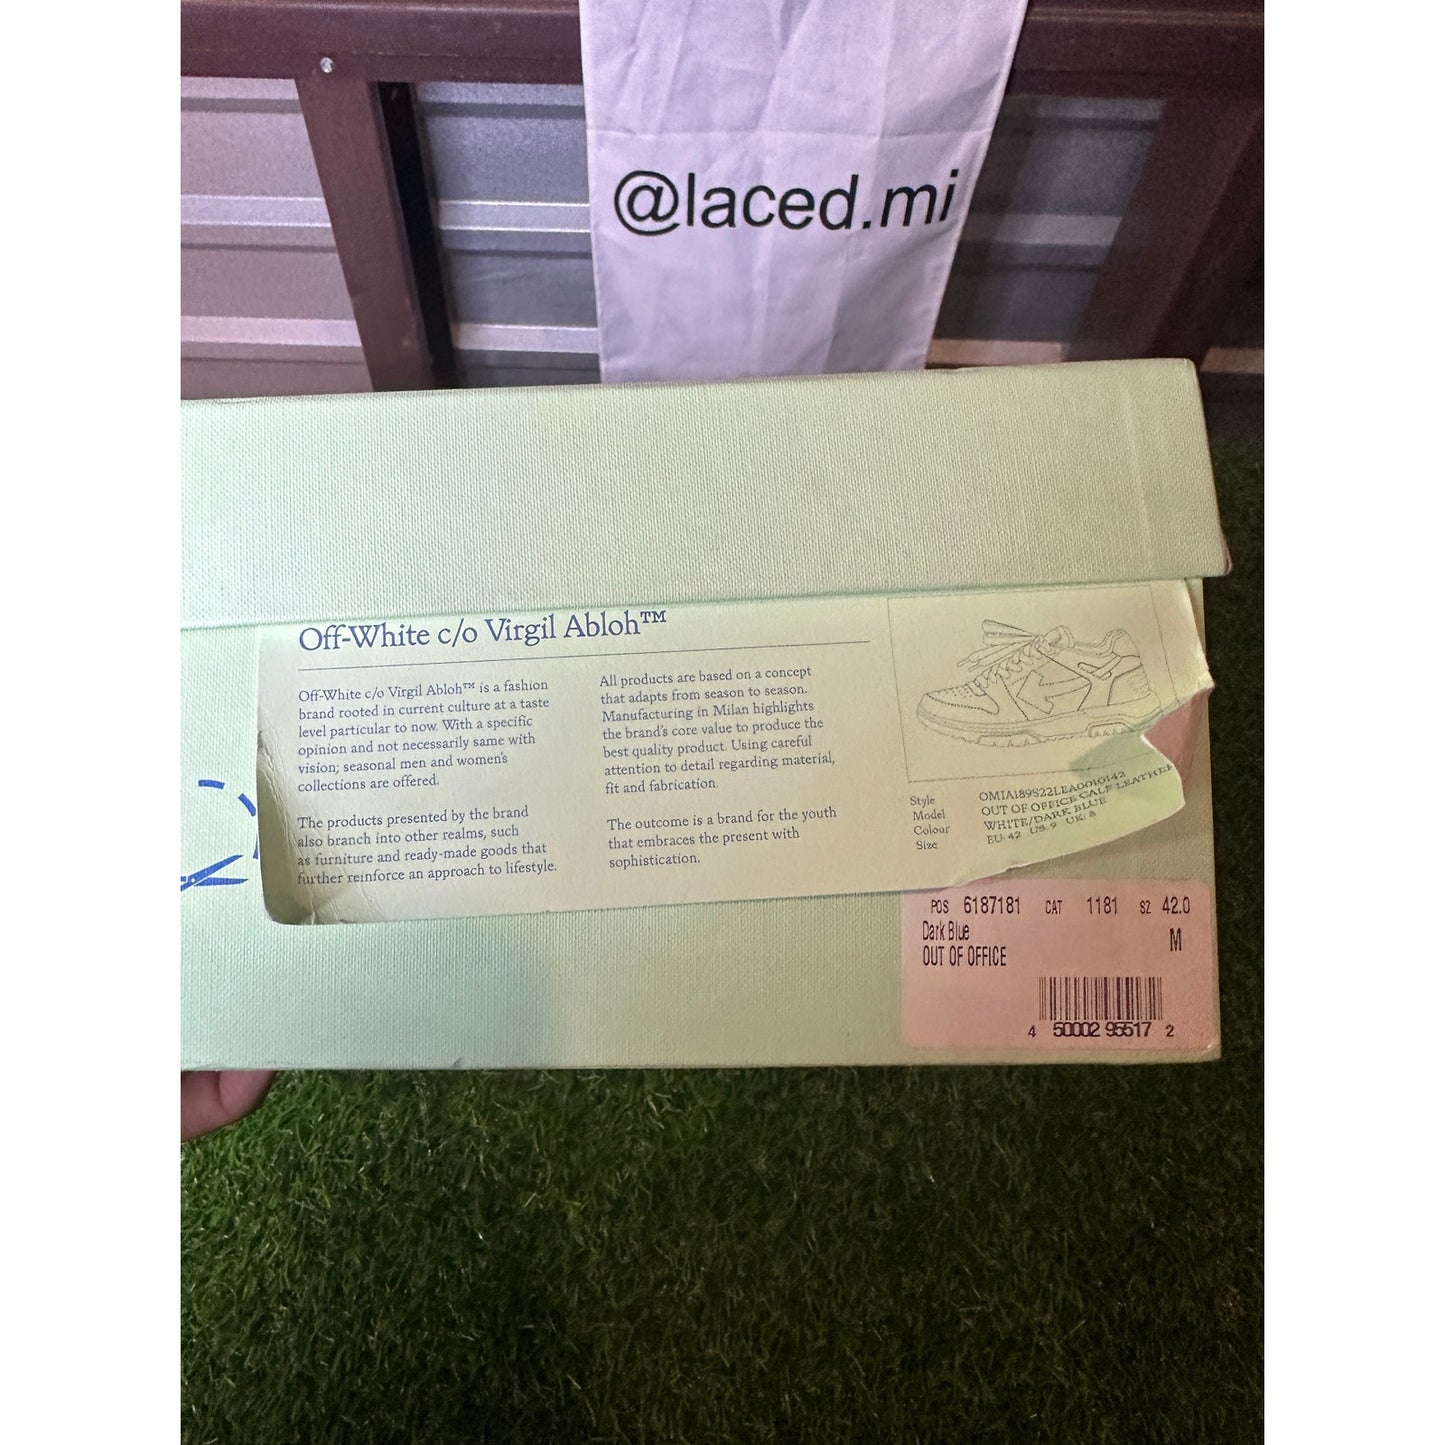 @laced.mi
Off-White c/o Virgil Abloh™
Off-White c/o Virgil Abloh™ is a fashion
brand rooted in current culture at a taste
level particular to now. With a specific
opinion and not necessarily same with
vision; seasonal men and women's
collections are offered.
The products presented by the brand
also branch into other realms, such
as furniture and ready-made goods that
further reinforce an approach to lifestyle.
All products are based on a concept
that adapts from season to season.
Manufacturing in Milan highlights
the brand's core value to produce the
best quality product. Using careful
attention to detail regarding material,
fit and fabrication.
The outcome is a brand for the youth
that embraces the present with
sophistication.
Style OMIA189S22LEA0010142
Model OUT OF OFFICE CALF LEATHER
Colour WHITE/DARK BLUE
Size EU: 42 US: 9 UK: 8
POS 6187181 CAT 1181 SZ 42.0
Dark Blue M
OUT OF OFFICE
4 50002 95517 2